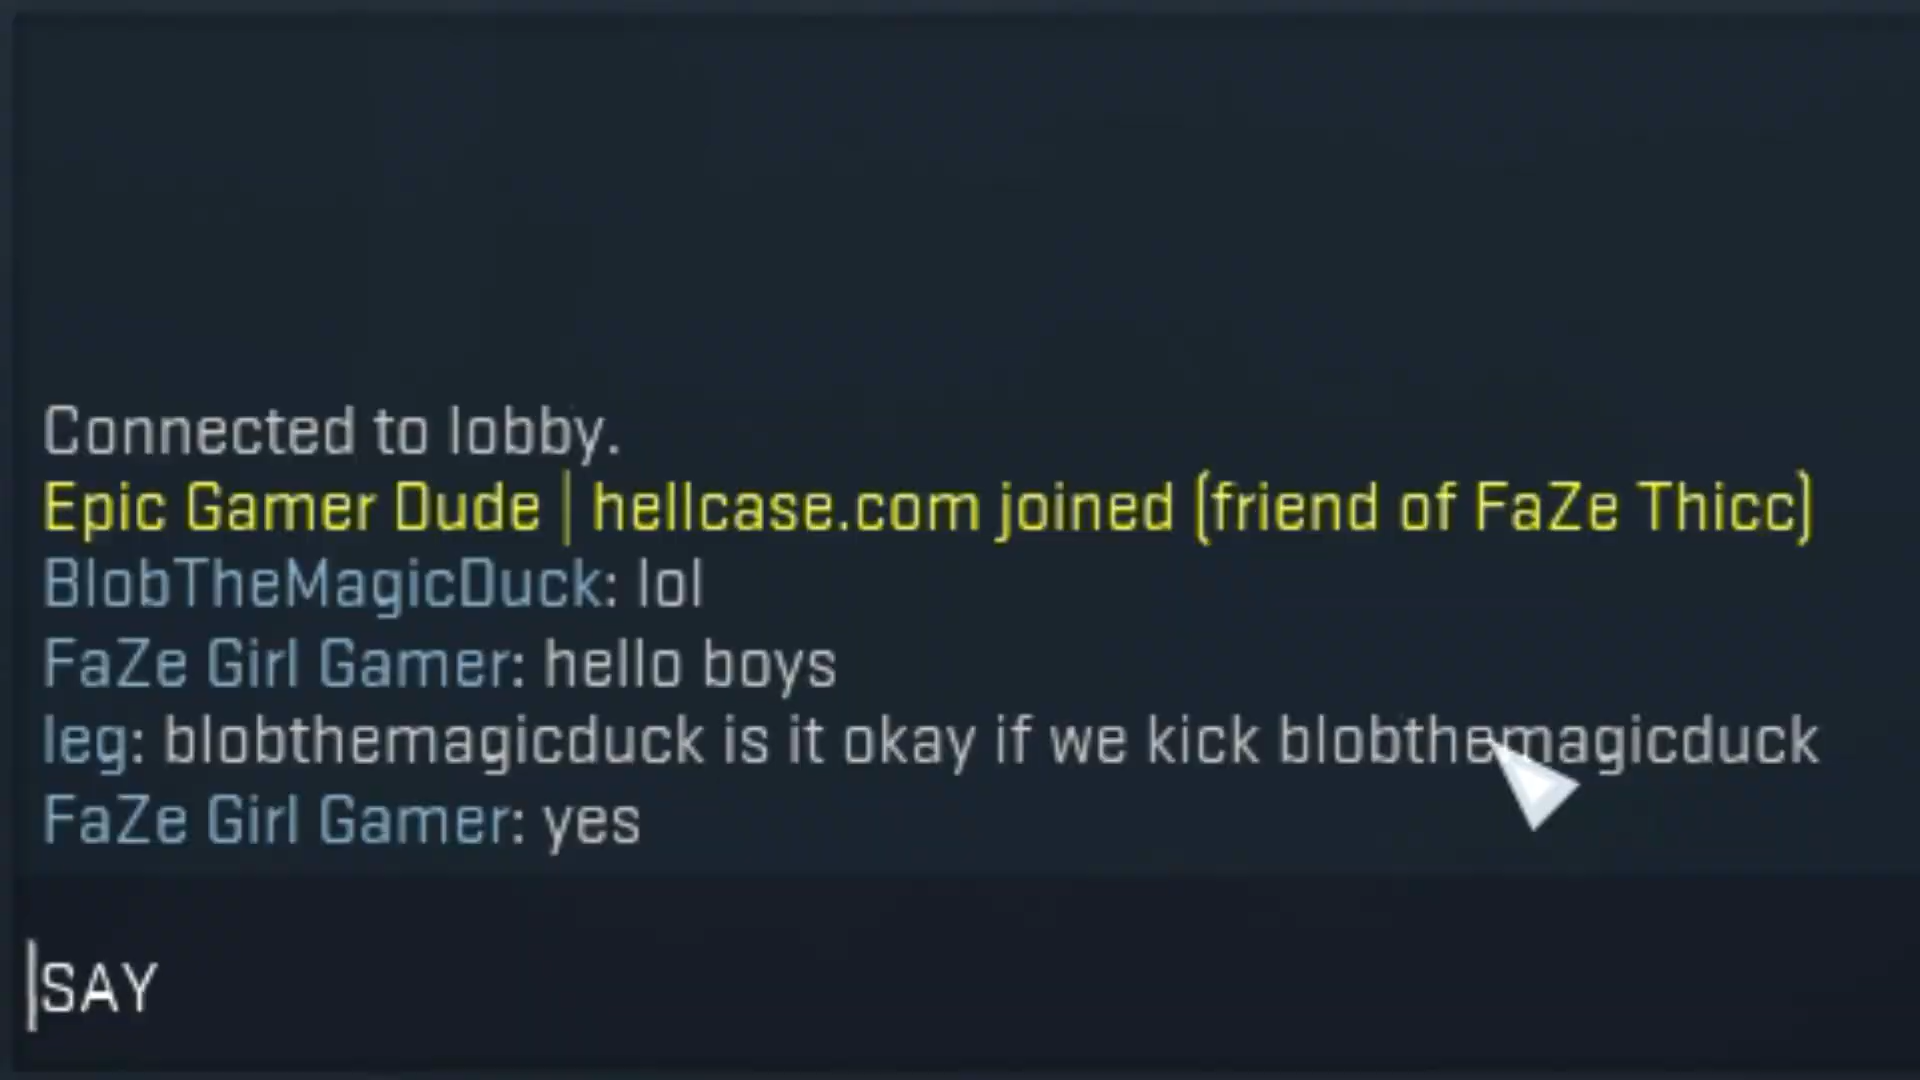 Connected to lobby.
Epic Gamer Dude | hellcase.com joined (friend of FaZe Thicc)
BlobTheMagicDuck: lol
FaZe Girl Gamer: hello boys
leg: blobthemagicduck is it okay if we kick blobthemagicduck
FaZe Girl Gamer: yes
SAY